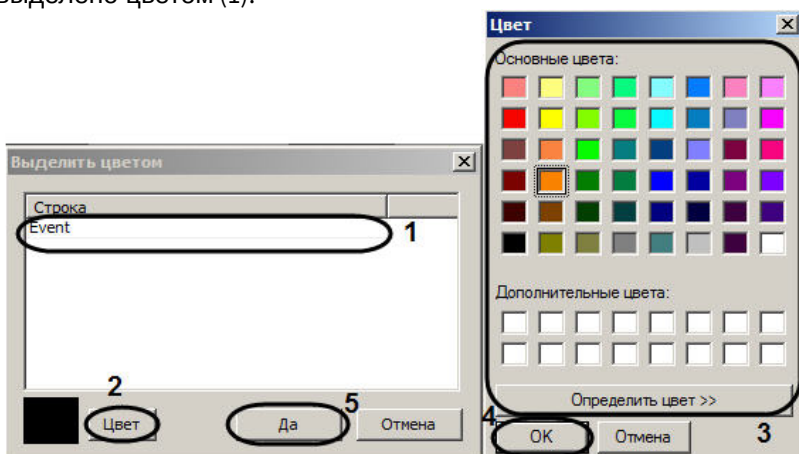 выделено цветом (1).
Выделить цветом
Строка
Event
1
2
Цвет
5
Да
Отмена
Цвет
Основные цвета:
Дополнительные цвета:
Определить цвет >>
4
OK
Отмена
3